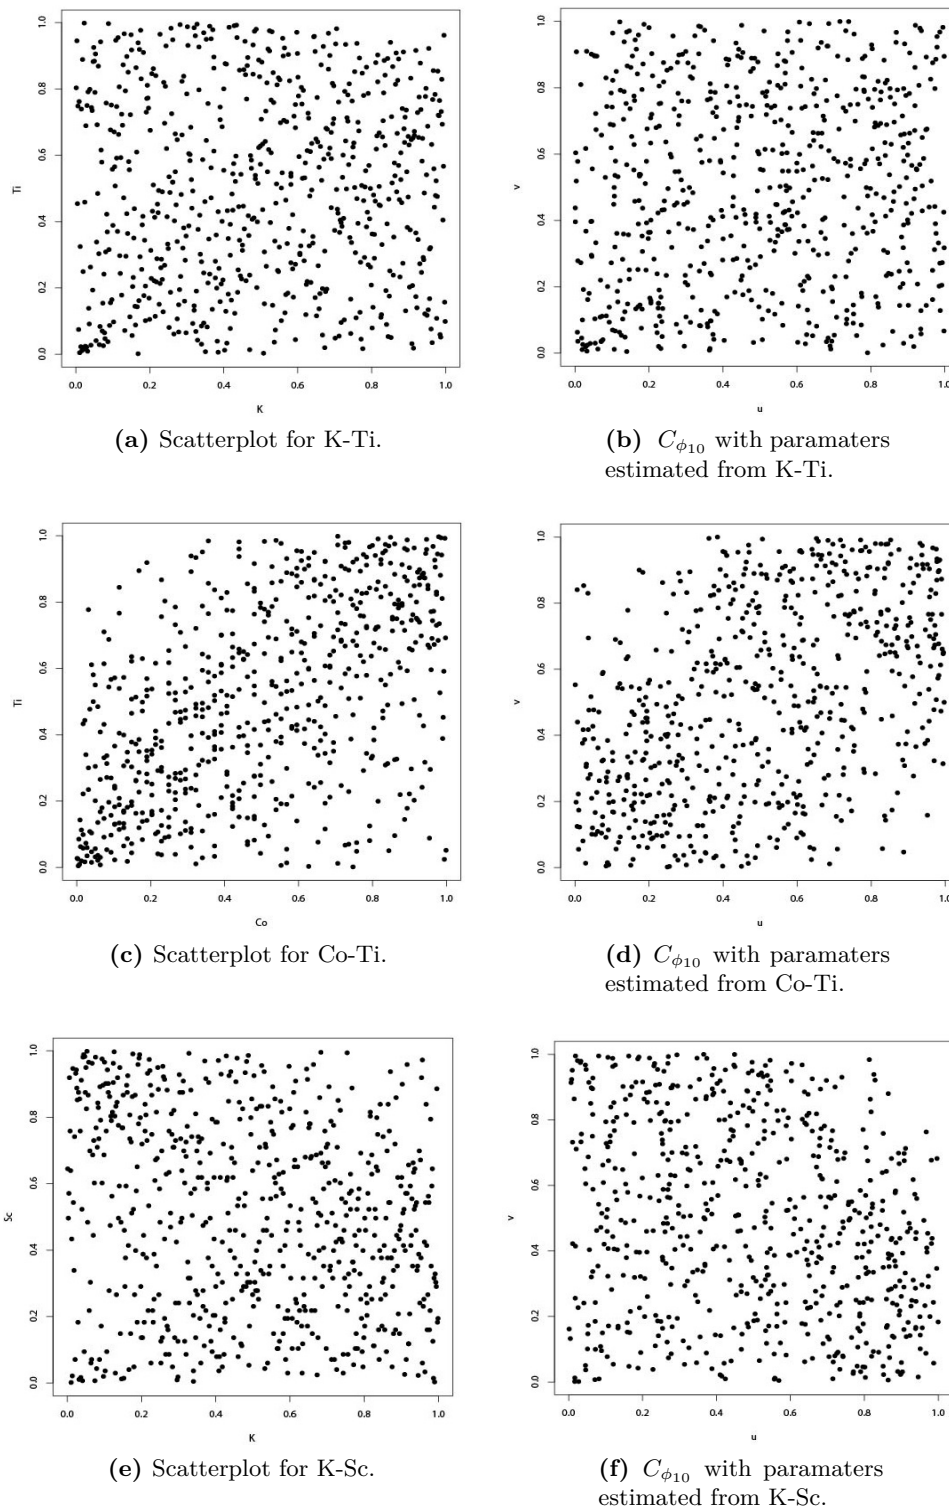 1.0
0.8
0.6
Ti
0.4
0.2
0.0
0.0 0.2 0.4 0.6 0.8 1.0
K
(a) Scatterplot for K-Ti.
1.0
0.8
0.6
v
0.4
0.2
0.0
0.0 0.2 0.4 0.6 0.8 1.0
u
(b) C_{ϕ_{10}} with paramaters
estimated from K-Ti.
1.0
0.8
0.6
Ti
0.4
0.2
0.0
0.0 0.2 0.4 0.6 0.8 1.0
Co
(c) Scatterplot for Co-Ti.
1.0
0.8
0.6
v
0.4
0.2
0.0
0.0 0.2 0.4 0.6 0.8 1.0
u
(d) C_{ϕ_{10}} with paramaters
estimated from Co-Ti.
1.0
0.8
0.6
Sc
0.4
0.2
0.0
0.0 0.2 0.4 0.6 0.8 1.0
K
(e) Scatterplot for K-Sc.
1.0
0.8
0.6
v
0.4
0.2
0.0
0.0 0.2 0.4 0.6 0.8 1.0
u
(f) C_{ϕ_{10}} with paramaters
estimated from K-Sc.